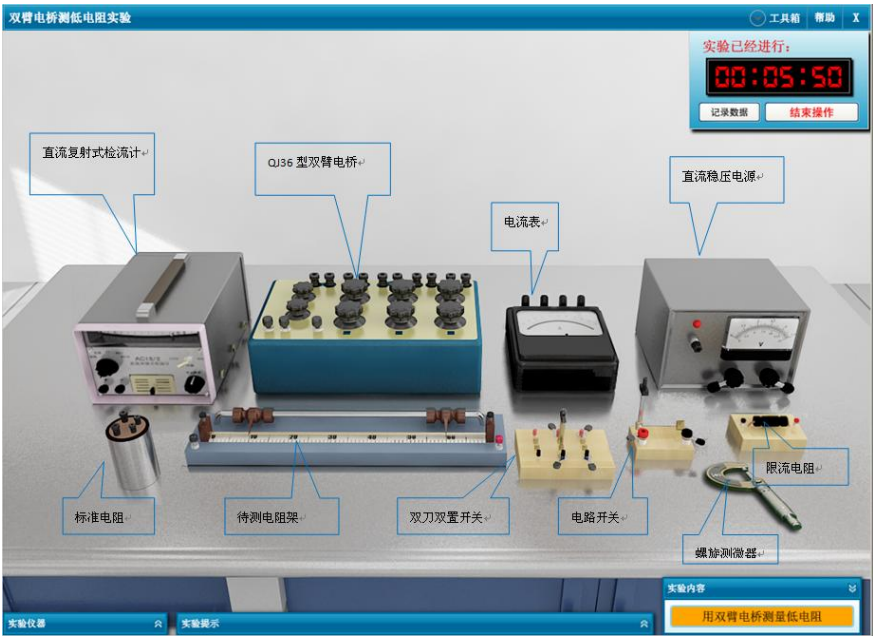 双臂电桥测低电阻实验
工具箱 帮助 X
实验已经进行:
00:05:50
记录数据 结束操作
直流复射式检流计
QJ36 型双臂电桥
直流稳压电源
电流表
AC15/5
V
标准电阻
待测电阻架
双刀双置开关
电路开关
限流电阻
螺旋测微器
实验内容
用双臂电桥测量低电阻
实验仪器
实验提示